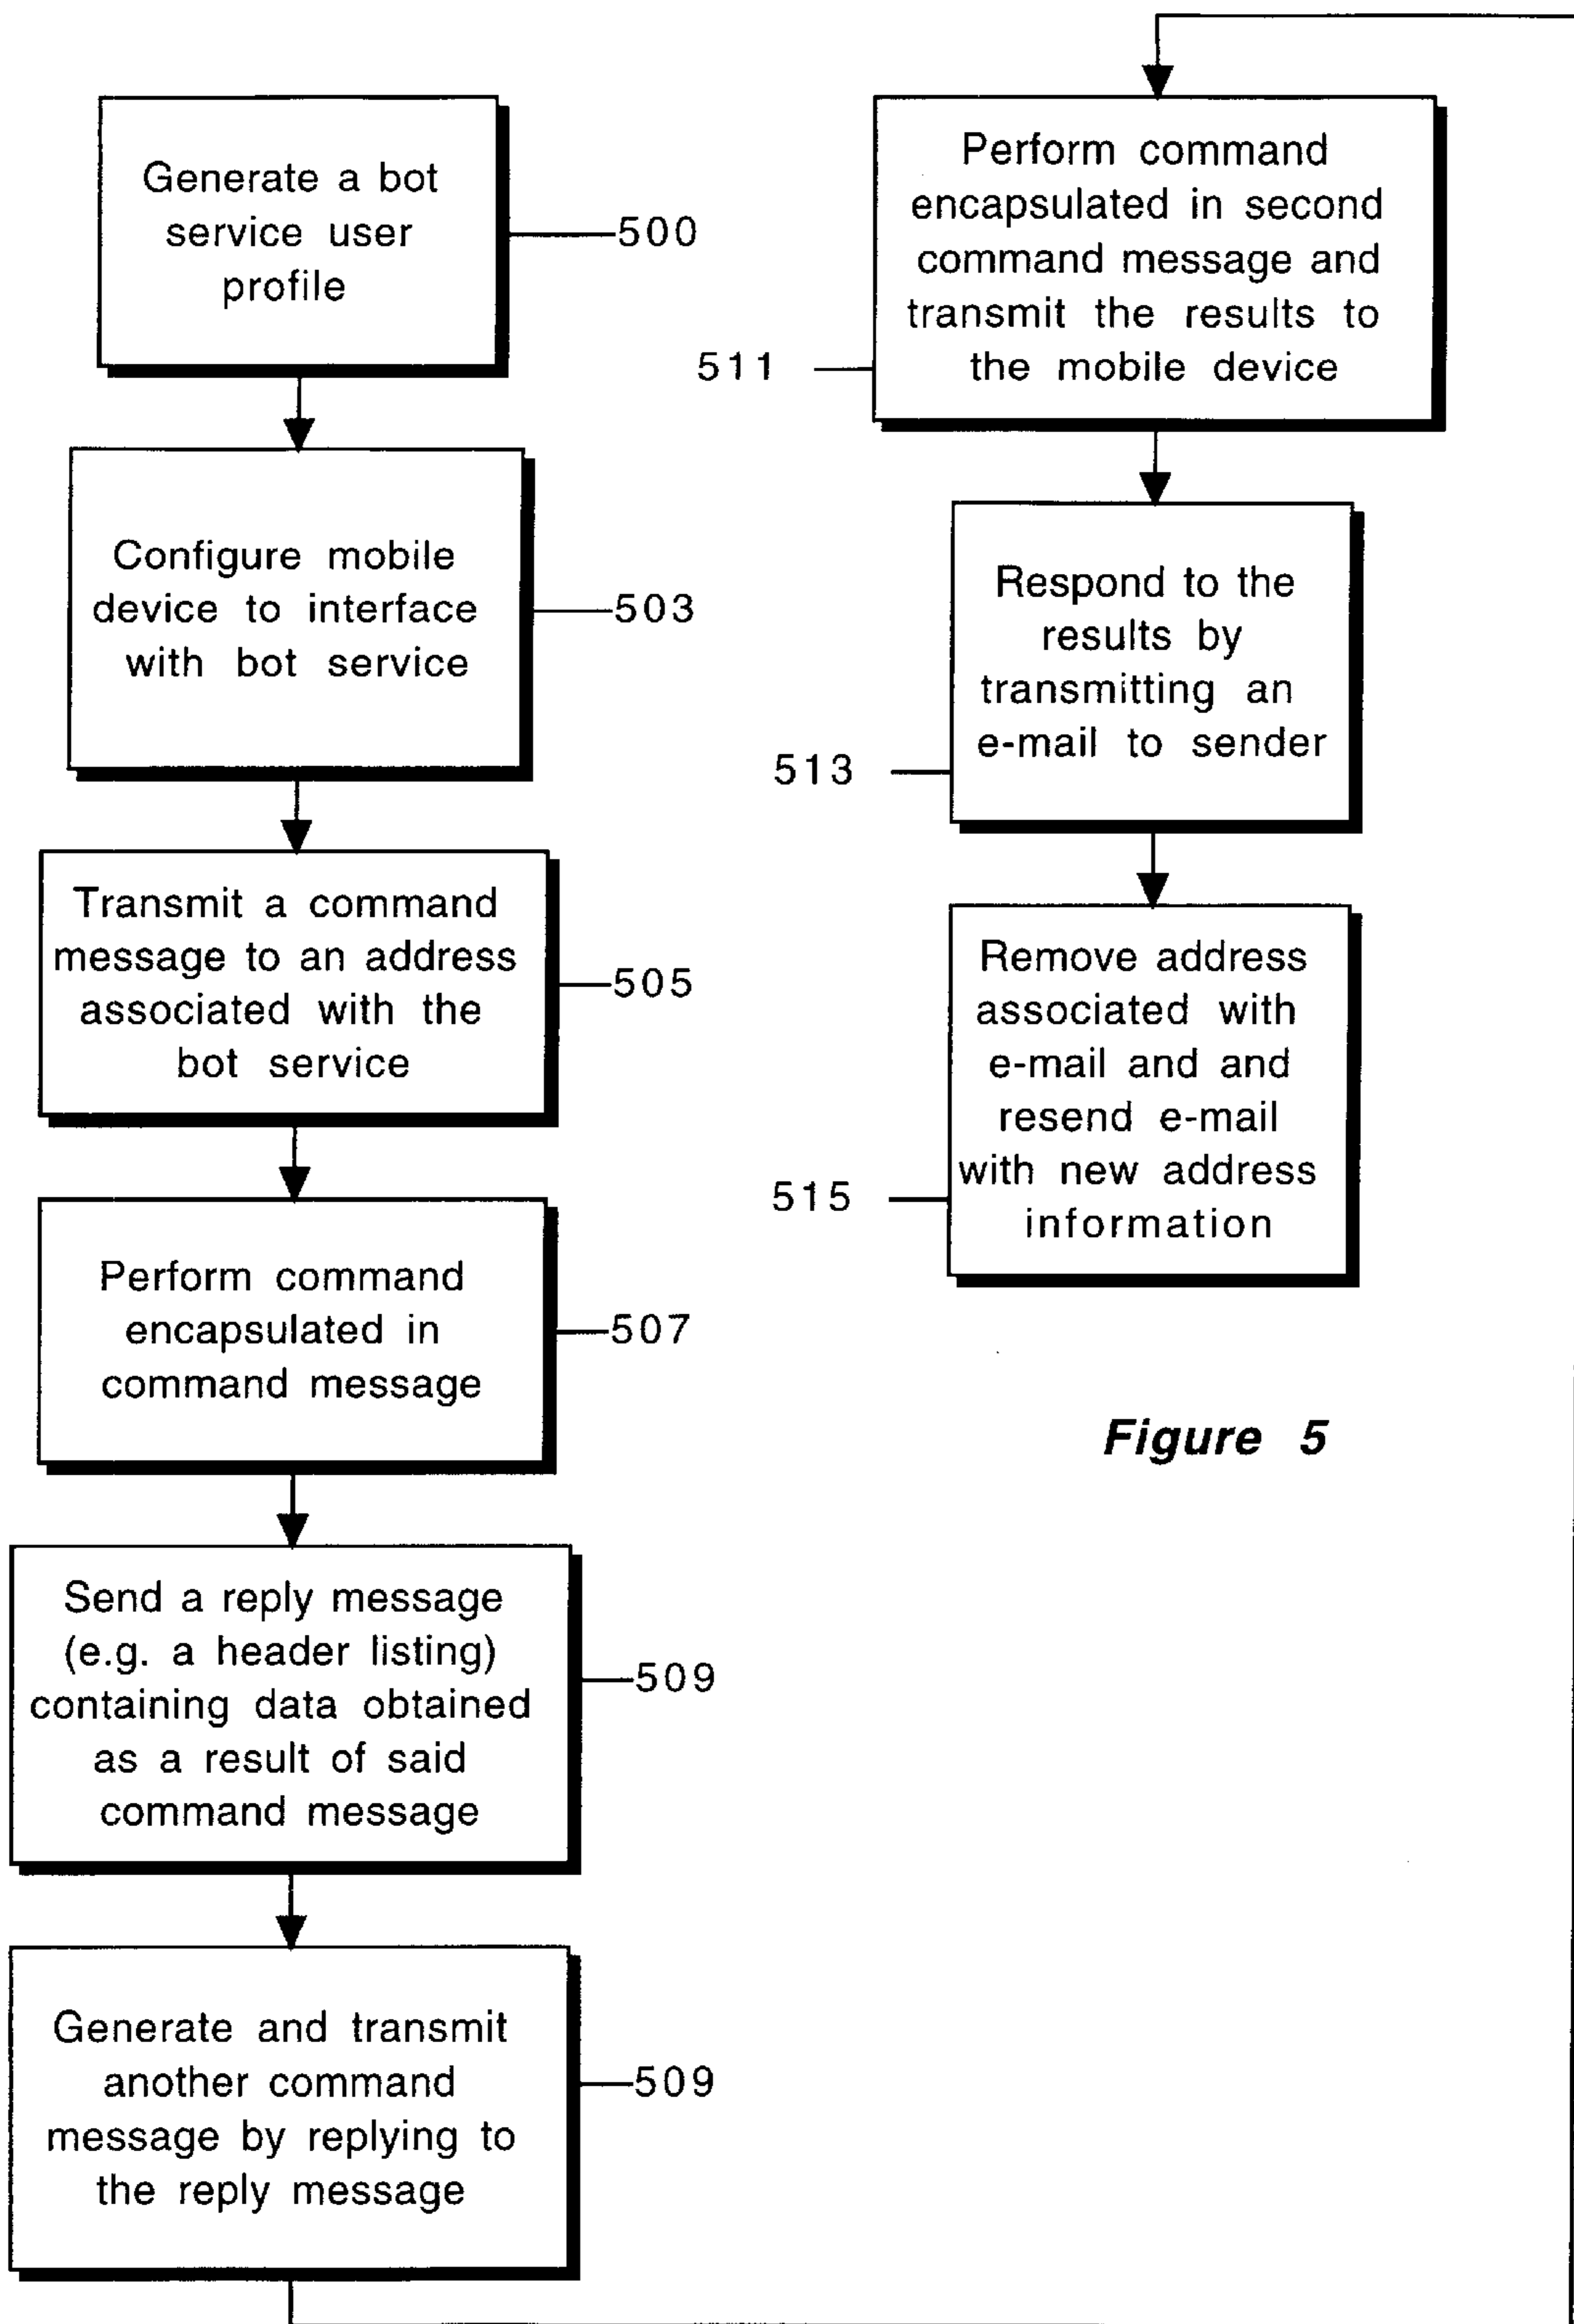 Generate a bot
service user
profile
500
Configure mobile
device to interface
with bot service
503
Transmit a command
message to an address
associated with the
bot service
505
Perform command
encapsulated in
command message
507
Send a reply message
(e.g. a header listing)
containing data obtained
as a result of said
command message
509
Generate and transmit
another command
message by replying to
the reply message
509
Perform command
encapsulated in second
command message and
transmit the results to
the mobile device
511
Respond to the
results by
transmitting an
e-mail to sender
513
Remove address
associated with
e-mail and and
resend e-mail
with new address
information
515
Figure 5